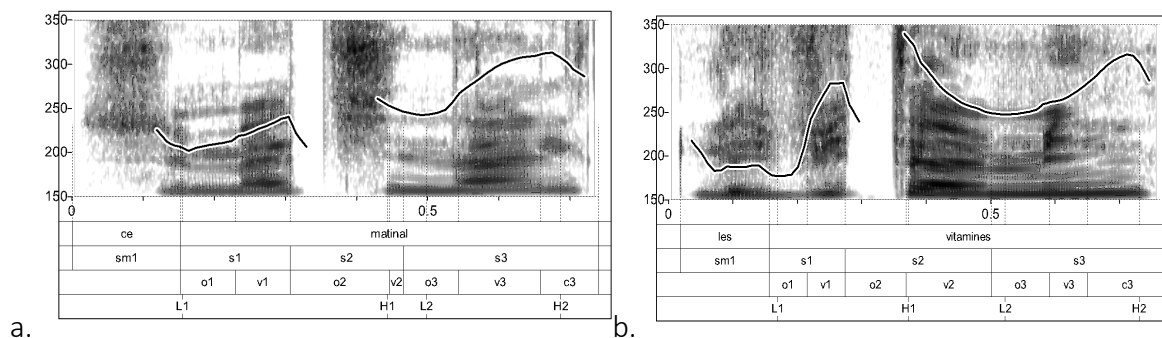 350
300
250
200
150
0
0.5
ce
matinal
sm1
s1
s2
s3
o1
v1
o2
v2
o3
v3
c3
L1
H1
L2
H2
a.
350
300
250
200
150
0
0.5
les
vitamines
sm1
s1
s2
s3
o1
v1
o2
v2
o3
v3
c3
L1
H1
L2
H2
b.